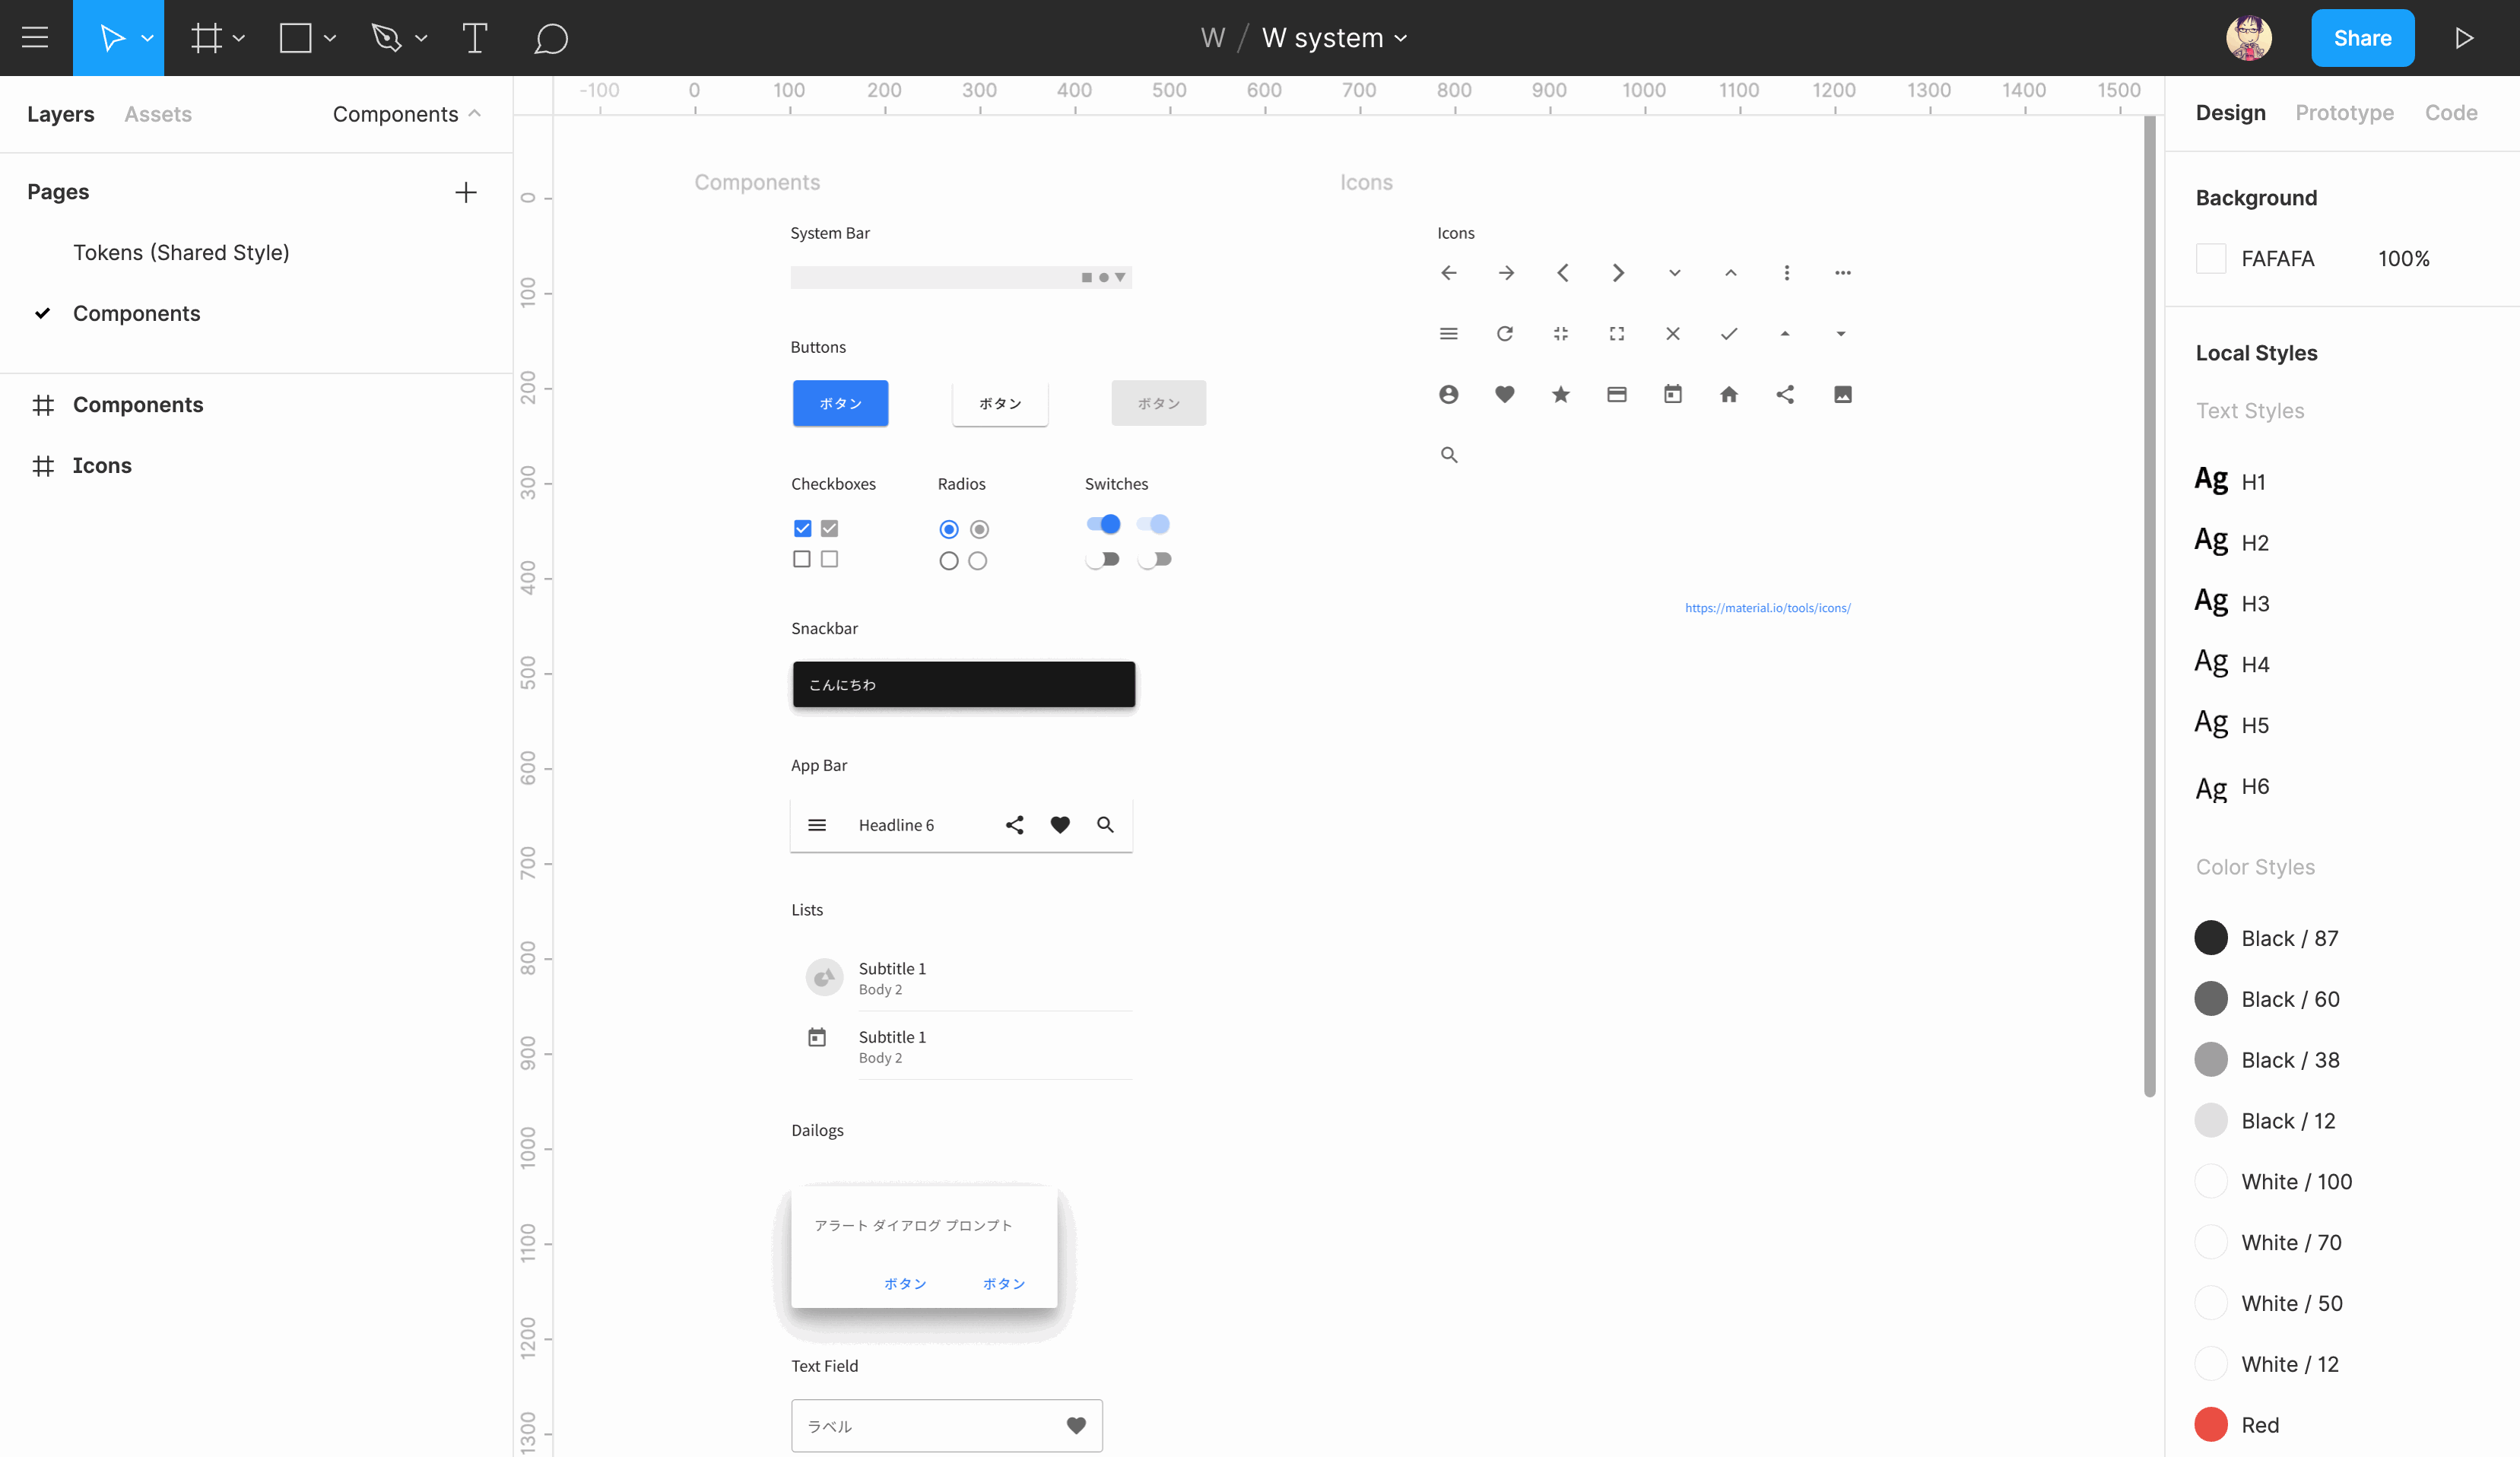 W / W system
Share
Layers
Assets
Components
Pages
Tokens (Shared Style)
Components
Components
Icons
-100 0 100 200 300 400 500 600 700 800 900 1000 1100 1200 1300 1400 1500
0
100
200
300
400
500
600
700
800
900
1000
1100
1200
1300
Components
System Bar
Buttons
ボタン ボタン ボタン
Checkboxes Radios Switches
Snackbar
こんにちわ
App Bar
Headline 6
Lists
Subtitle 1
Body 2
Subtitle 1
Body 2
Dailogs
アラート ダイアログ プロンプト
ボタン ボタン
Text Field
ラベル
Icons
Icons
https://material.io/tools/icons/
Design Prototype Code
Background
FAFAFA 100%
Local Styles
Text Styles
Ag H1
Ag H2
Ag H3
Ag H4
Ag H5
Ag H6
Color Styles
Black / 87
Black / 60
Black / 38
Black / 12
White / 100
White / 70
White / 50
White / 12
Red